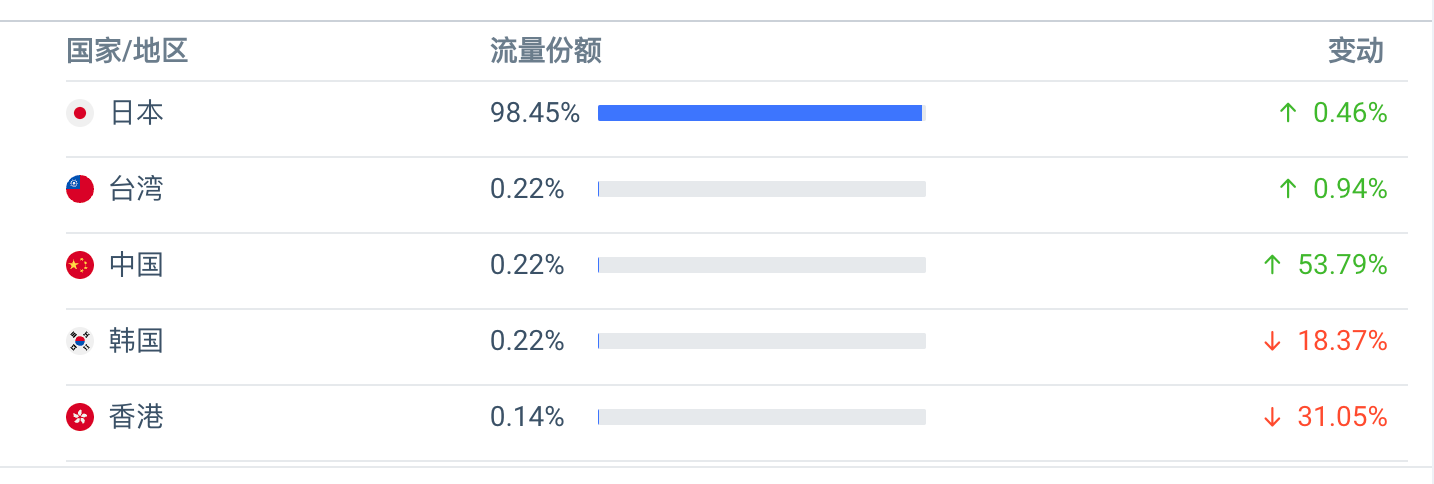 国家/地区 流量份额 变动
日本 98.45% ↑ 0.46%
台湾 0.22% ↑ 0.94%
中国 0.22% ↑ 53.79%
韩国 0.22% ↓ 18.37%
香港 0.14% ↓ 31.05%